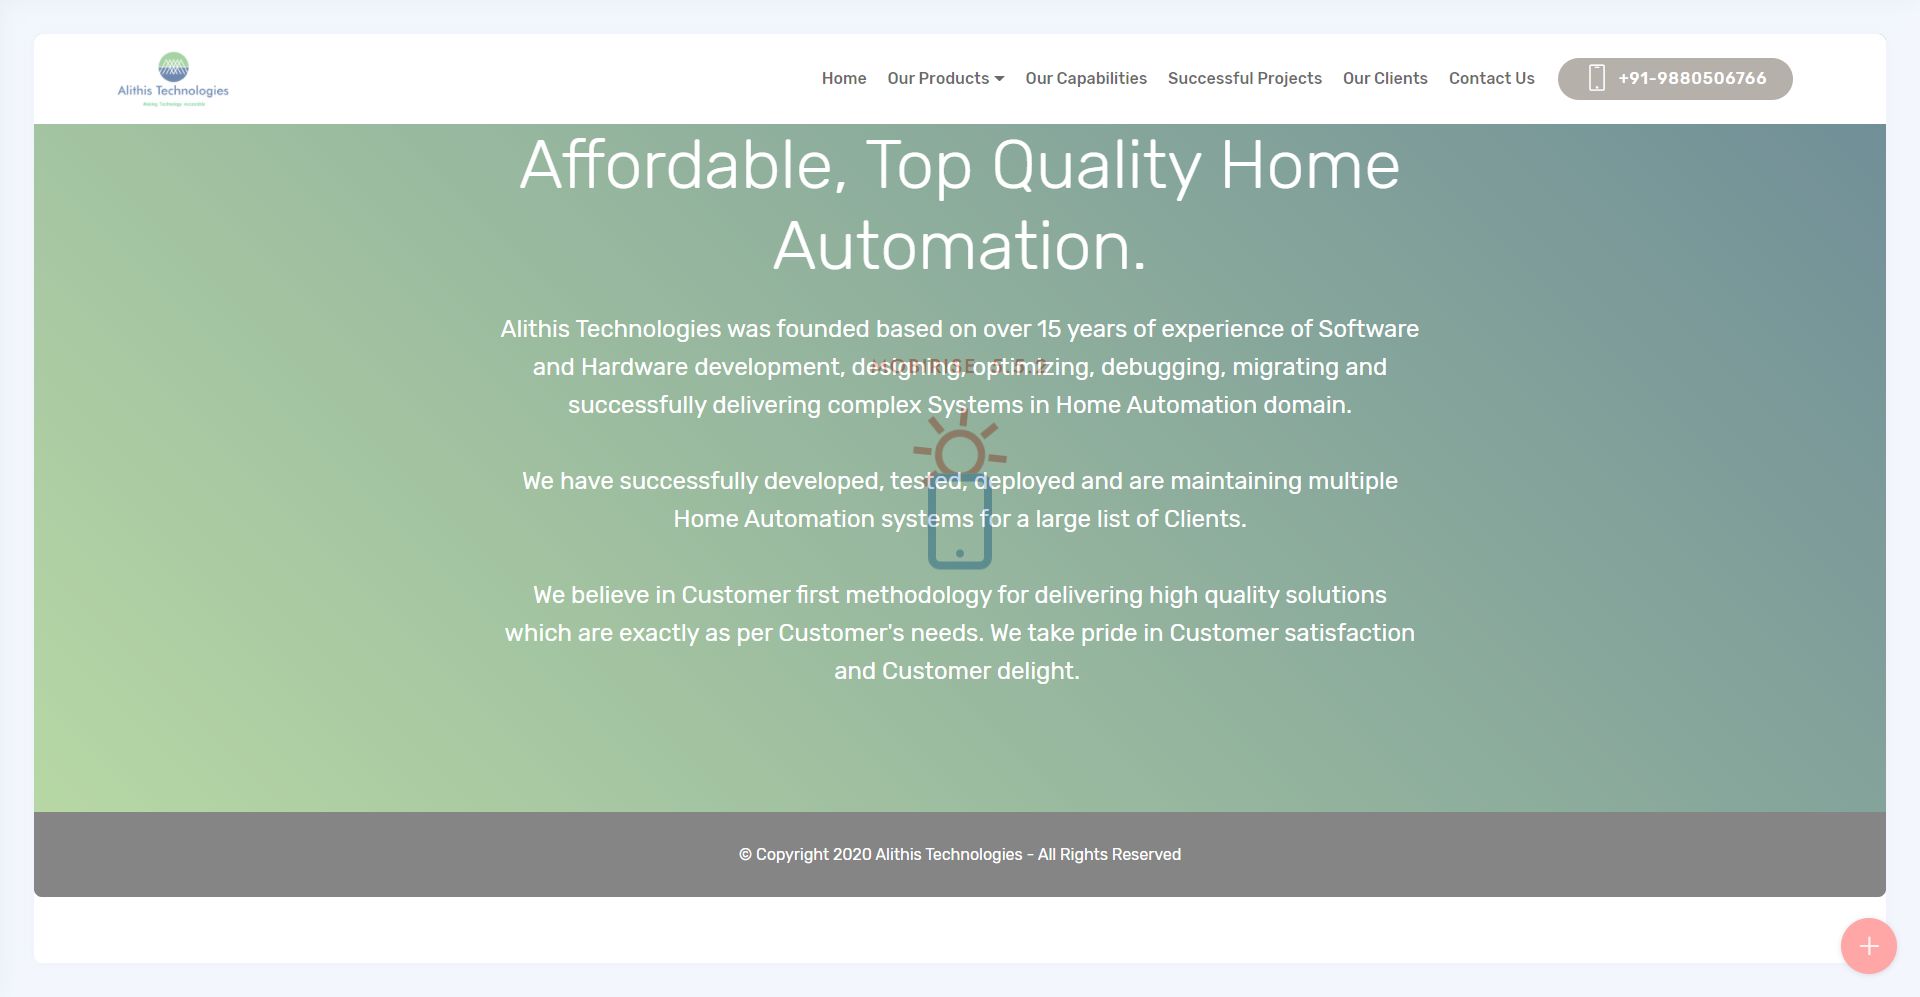 Alithis Technologies
Making Technology Accessible
Home
Our Products
Our Capabilities
Successful Projects
Our Clients
Contact Us
+91-9880506766
Affordable, Top Quality Home
Automation.
Alithis Technologies was founded based on over 15 years of experience of Software
and Hardware development, designing, optimizing, debugging, migrating and
successfully delivering complex Systems in Home Automation domain.
We have successfully developed, tested, deployed and are maintaining multiple
Home Automation systems for a large list of Clients.
We believe in Customer first methodology for delivering high quality solutions
which are exactly as per Customer's needs. We take pride in Customer satisfaction
and Customer delight.
© Copyright 2020 Alithis Technologies - All Rights Reserved